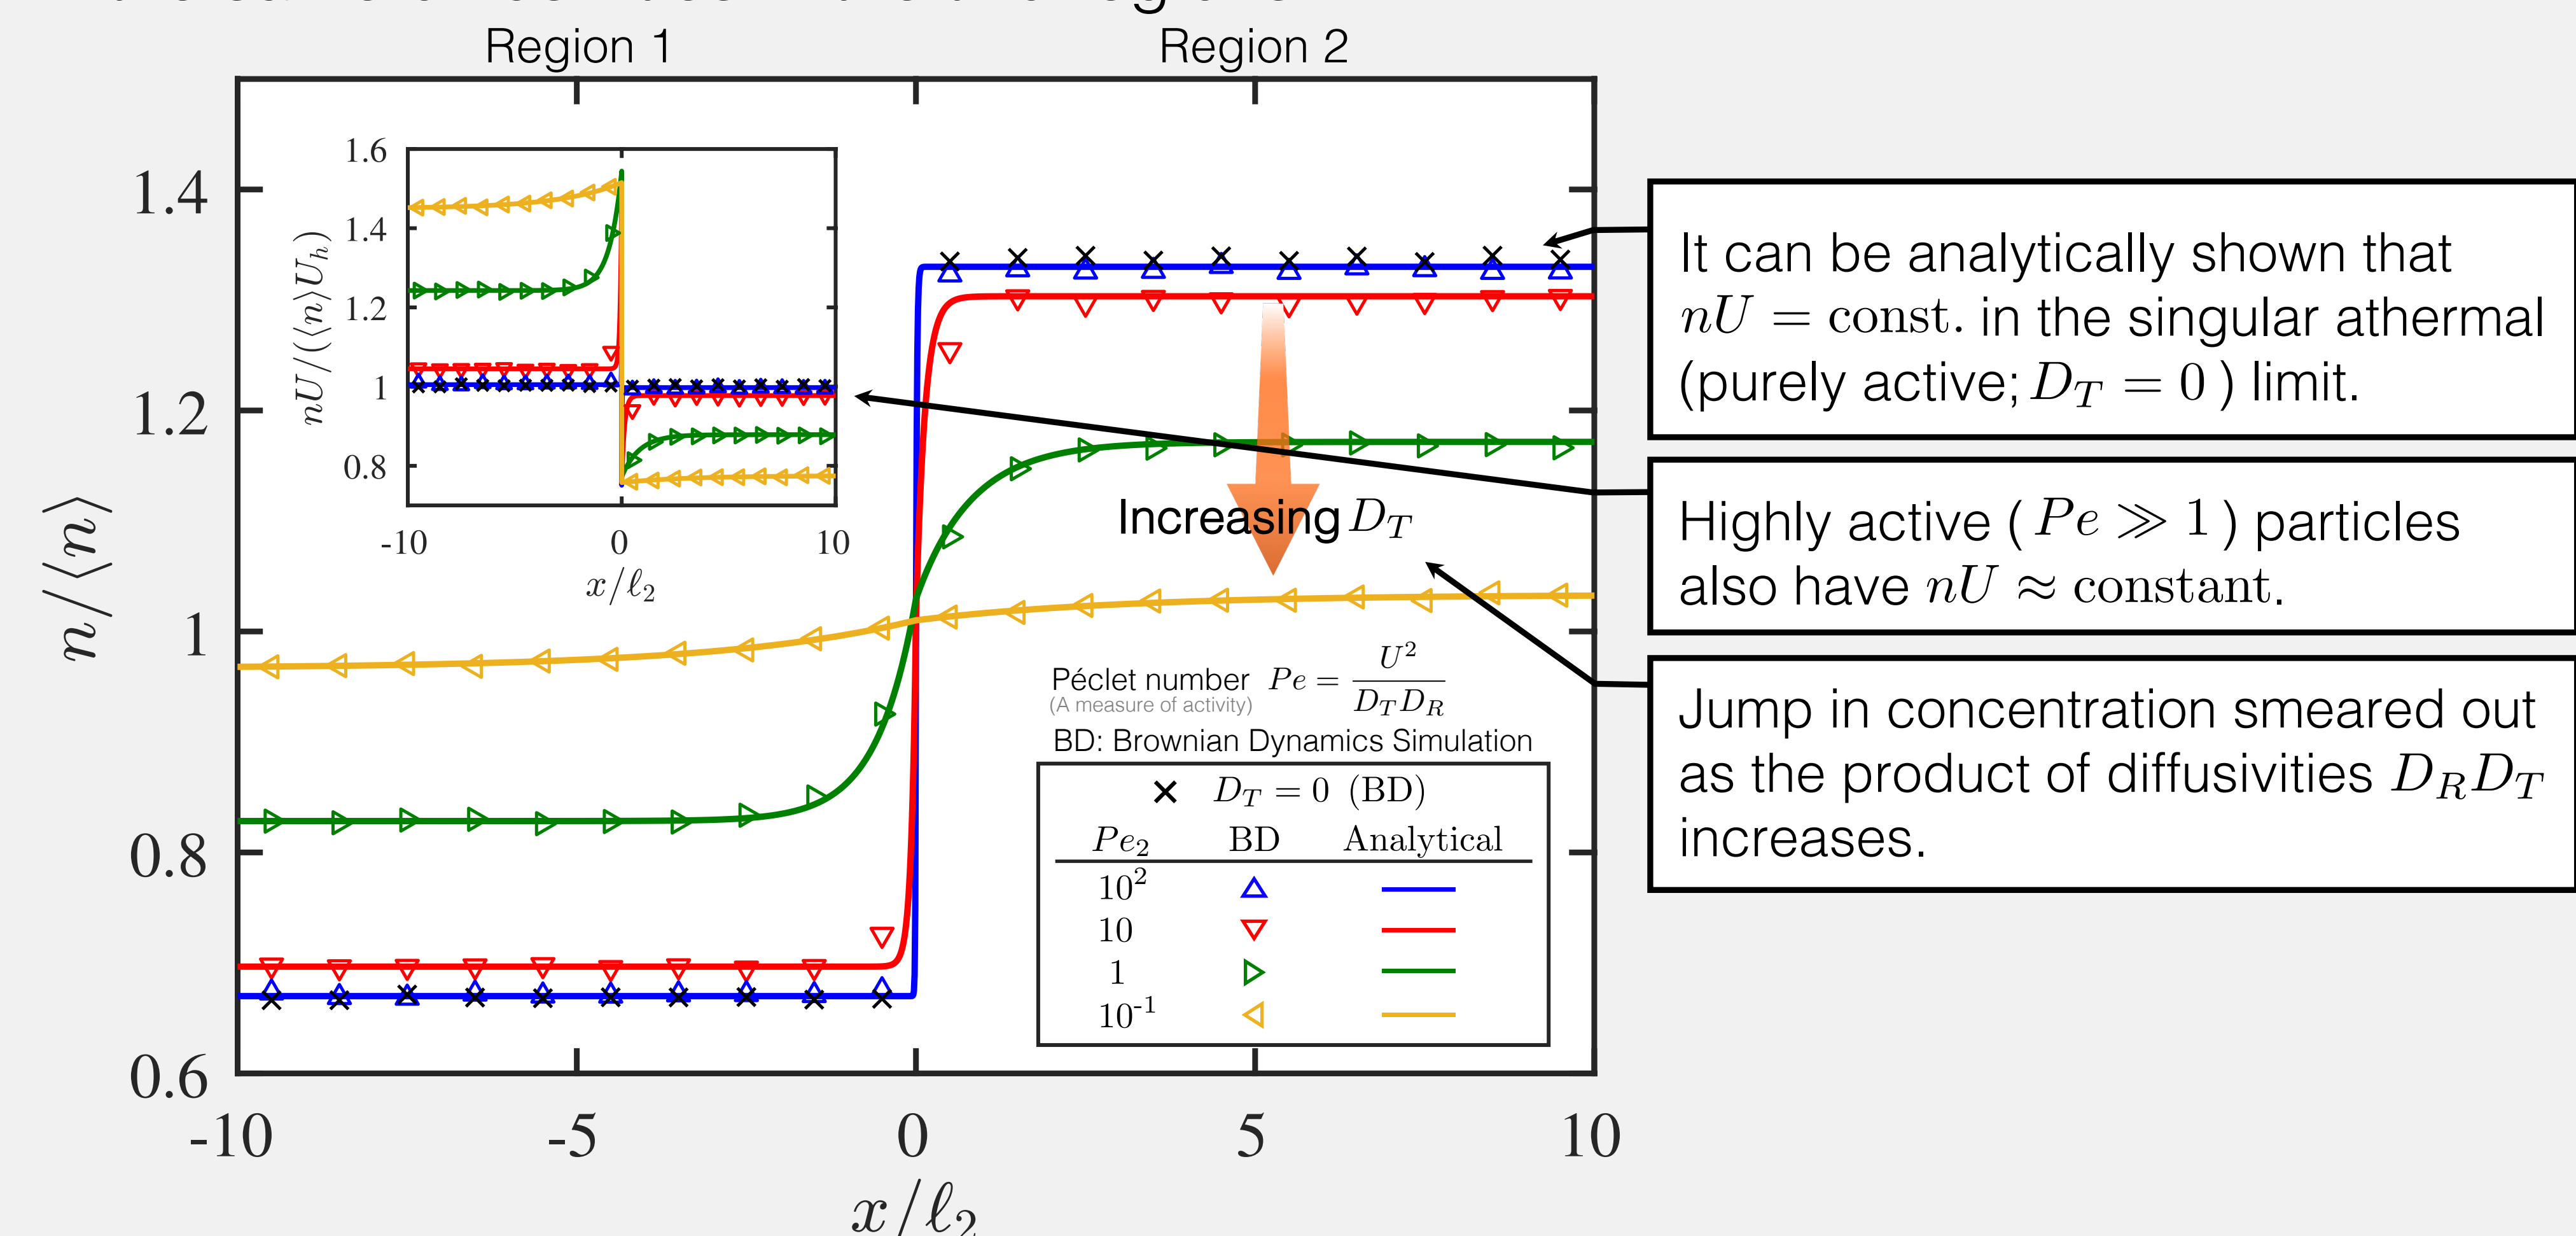 Region 1
Region 2
1.4
1.2
1
0.8
0.6
-10
-5
0
5
10
n/⟨n⟩
x/ℓ₂
1.6
1.4
1.2
1
0.8
-10
0
10
nU/(⟨n⟩U_h)
x/ℓ₂
Increasing D_T
Péclet number Pe = U²/(D_T D_R)
(A measure of activity)
BD: Brownian Dynamics Simulation
× D_T = 0 (BD)
Pe₂ BD Analytical
10²
10
1
10⁻¹
It can be analytically shown that
nU = const. in the singular athermal
(purely active; D_T = 0 ) limit.
Highly active ( Pe ≫ 1 ) particles
also have nU ≈ constant.
Jump in concentration smeared out
as the product of diffusivities D_R D_T
increases.